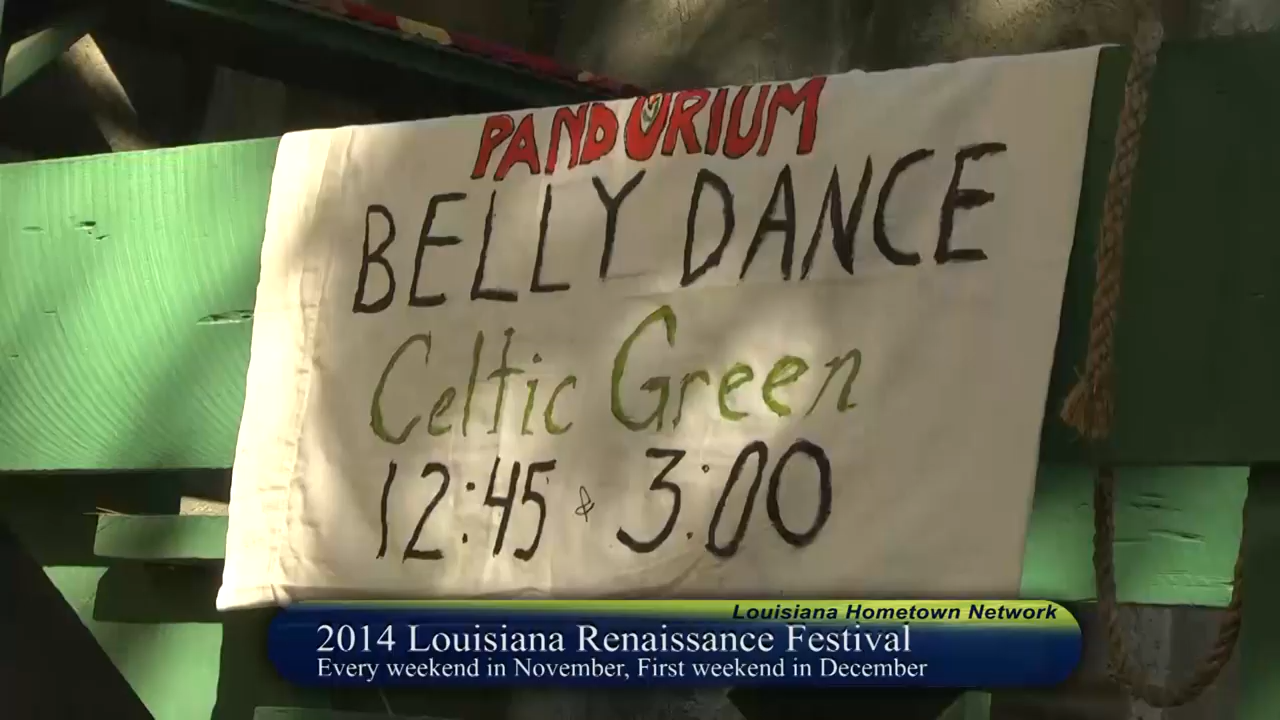 PANDORIUM
BELLY DANCE
Celtic Green
12:45 & 3:00
Louisiana Hometown Network
2014 Louisiana Renaissance Festival
Every weekend in November, First weekend in December